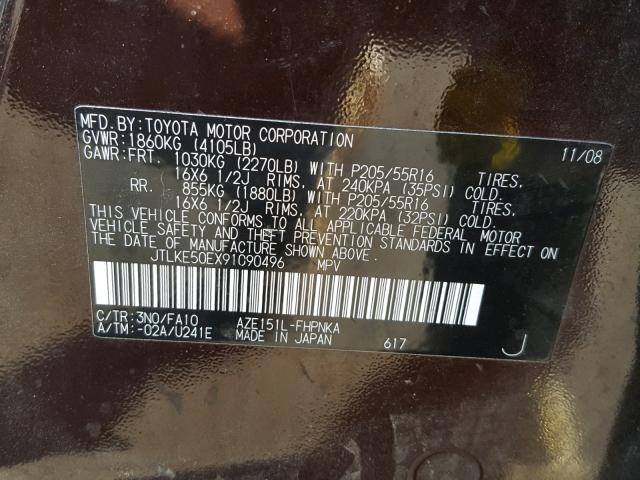 MFD. BY: TOYOTA MOTOR CORPORATION 11/08
GVWR: 1860KG (4105LB)
GAWR: FRT. 1030KG (2270LB) WITH P205/55R16 TIRES.
16X6 1/2J RIMS, AT 240KPA (35PSI) COLD.
RR. 855KG (1880LB) WITH P205/55R16 TIRES.
16X6 1/2J RIMS, AT 220KPA (32PSI) COLD.
THIS VEHICLE CONFORMS TO ALL APPLICABLE FEDERAL MOTOR
VEHICLE SAFETY AND THEFT PREVENTION STANDARDS IN EFFECT ON
THE DATE OF MANUFACTURE SHOWN ABOVE.
JTLKE50EX91090496 MPV
C/TR: 3N0/FA10 AZE151L-FHPNKA
A/TM: -02A/U241E MADE IN JAPAN 617 J